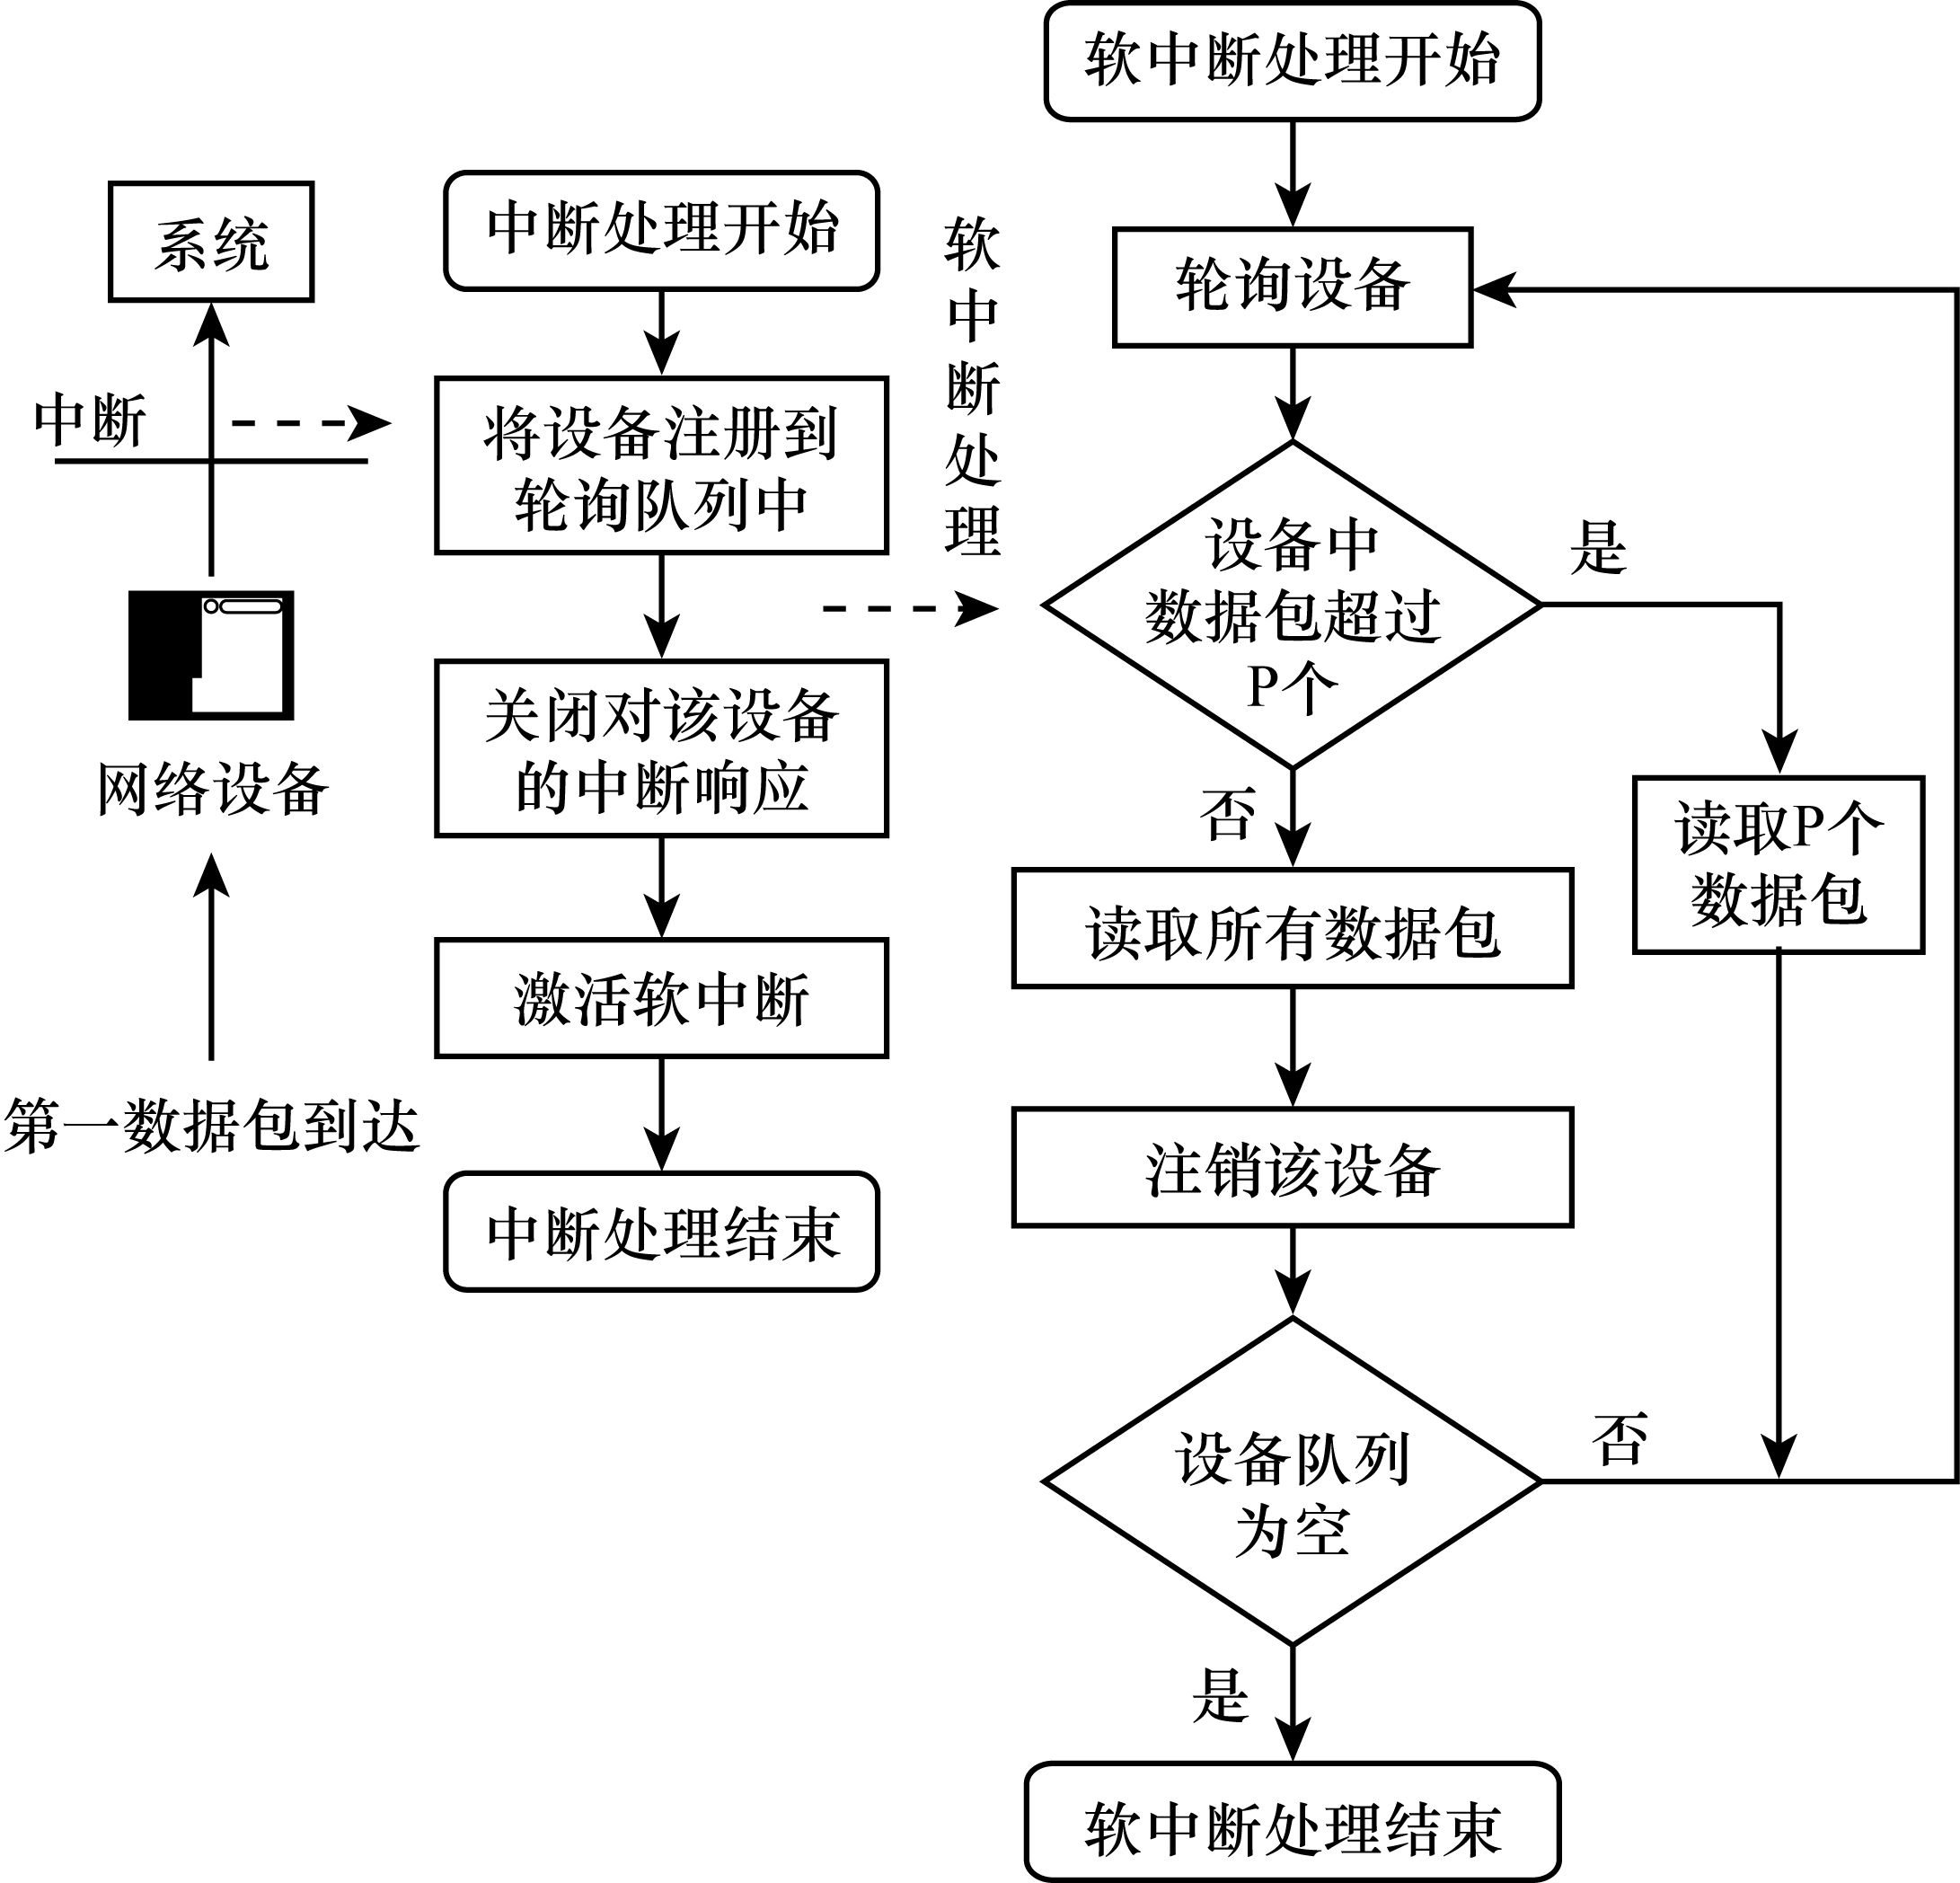 系统
中断
网络设备
第一数据包到达
中断处理开始
将设备注册到
轮询队列中
关闭对该设备
的中断响应
激活软中断
中断处理结束
软中断处理
软中断处理开始
轮询设备
设备中
数据包超过
P个
是
否
读取P个
数据包
读取所有数据包
注销该设备
设备队列
为空
否
是
软中断处理结束